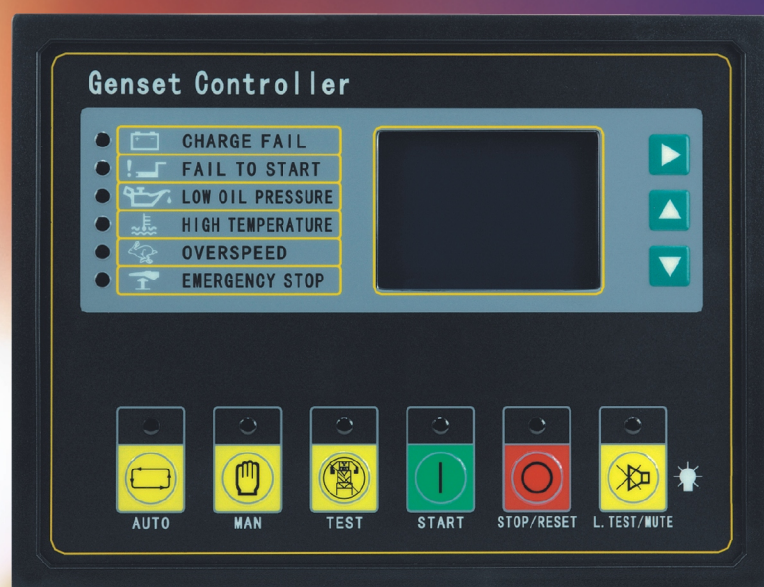 Genset Controller
CHARGE FAIL
FAIL TO START
LOW OIL PRESSURE
HIGH TEMPERATURE
OVERSPEED
EMERGENCY STOP
AUTO
MAN
TEST
START
STOP/RESET
L. TEST/MUTE